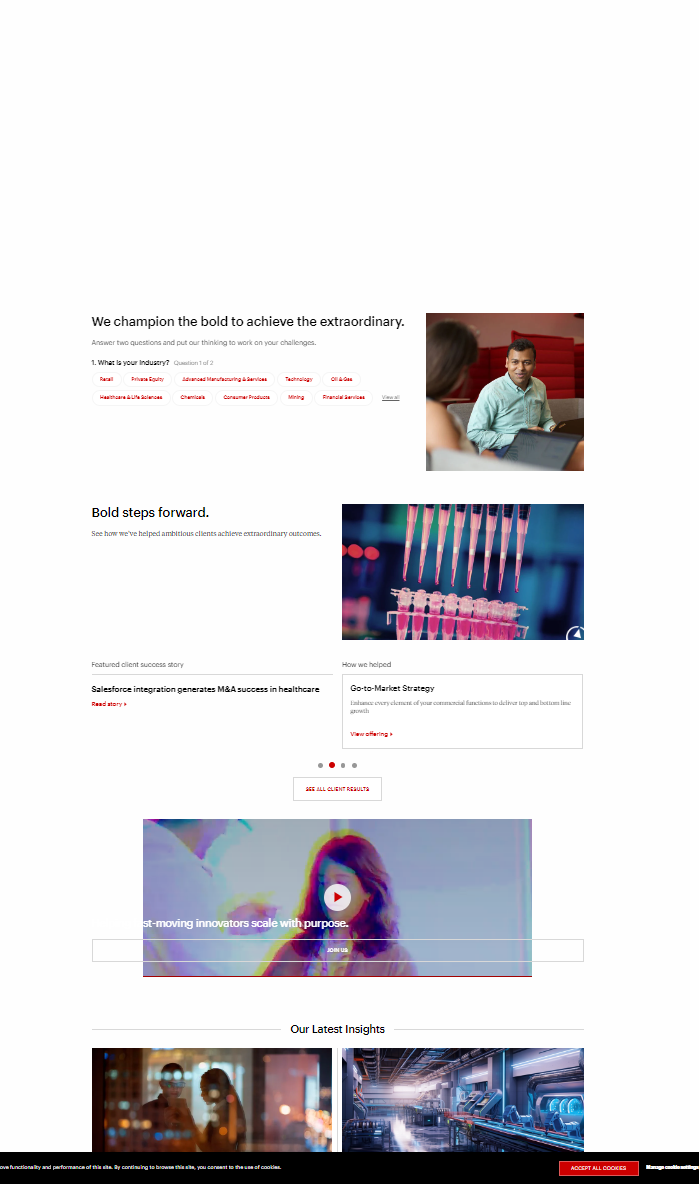 We champion the bold to achieve the extraordinary.
Answer two questions and put our thinking to work on your challenges.
1. What is your industry? Question 1 of 2
Retail Private Equity Advanced Manufacturing & Services Technology Oil & Gas
Healthcare & Life Sciences Chemicals Consumer Products Mining Financial Services View all
Bold steps forward.
See how we've helped ambitious clients achieve extraordinary outcomes.
Featured client success story
Salesforce integration generates M&A success in healthcare
Read story
How we helped
Go-to-Market Strategy
Enhance every element of your commercial functions to deliver top and bottom line
growth
View offering
SEE ALL CLIENT RESULTS
st-moving innovators scale with purpose.
JOIN US
Our Latest Insights
ove functionality and performance of this site. By continuing to browse this site, you consent to the use of cookies.
ACCEPT ALL COOKIES
Manage cookie settings